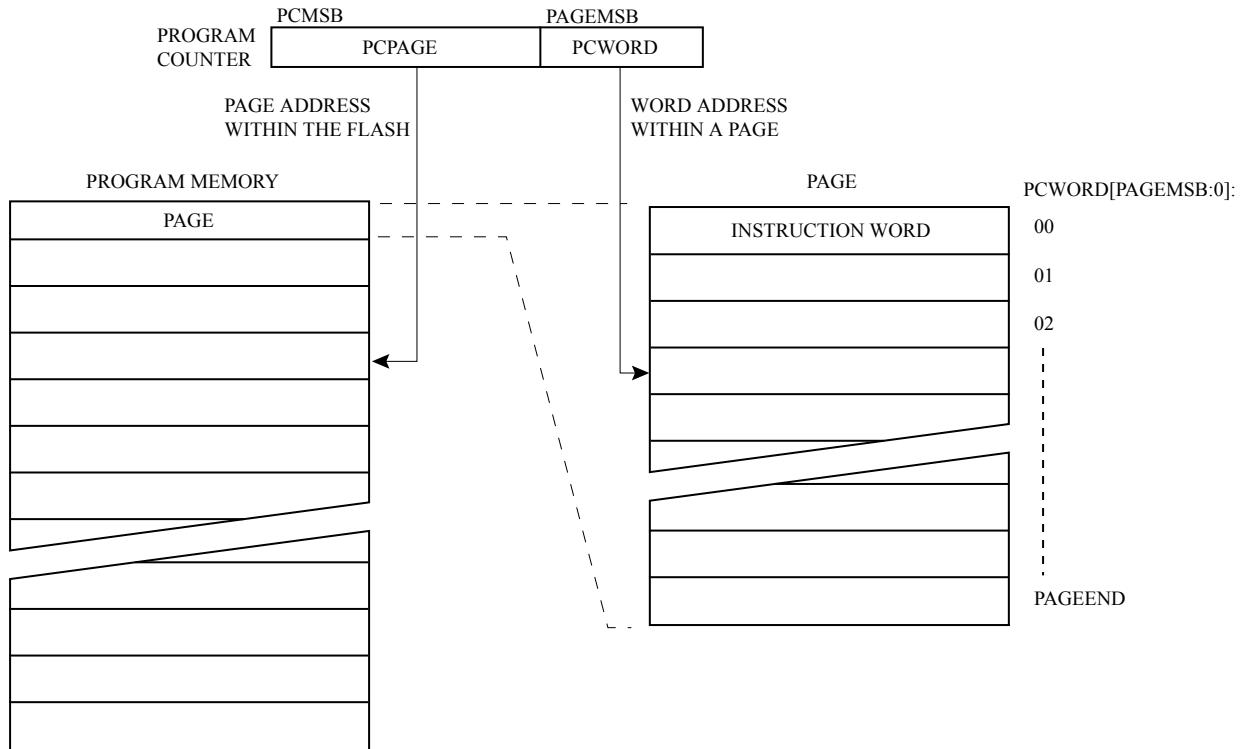 PCMSB
PAGEMSB
PROGRAM
COUNTER
PCPAGE
PCWORD
PAGE ADDRESS
WITHIN THE FLASH
WORD ADDRESS
WITHIN A PAGE
PROGRAM MEMORY
PAGE
PAGE
PCWORD[PAGEMSB:0]:
INSTRUCTION WORD
00
01
02
PAGEEND